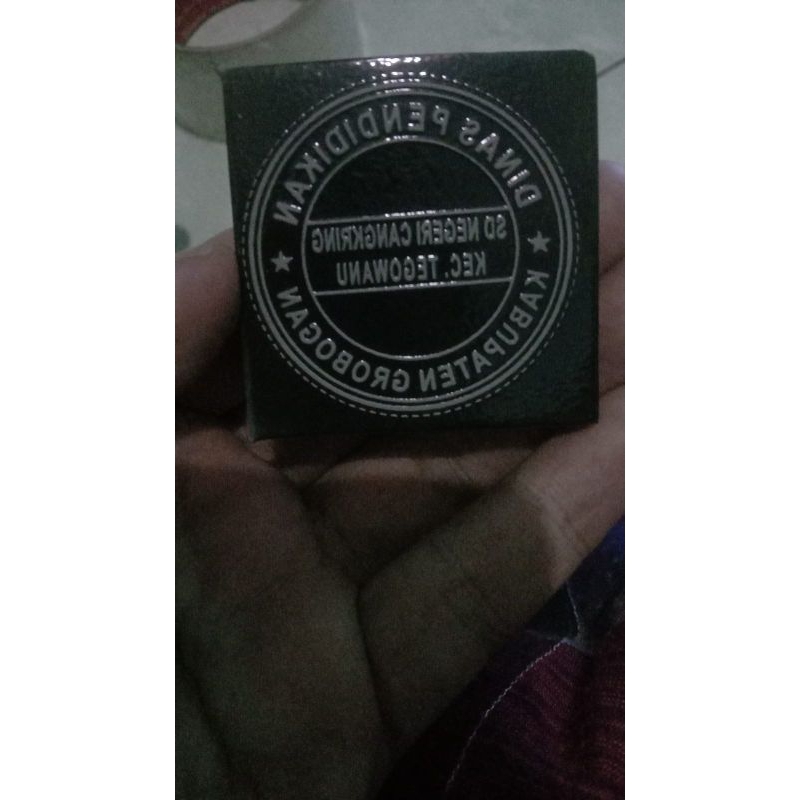 DINAS PENDIDIKAN
SD NEGERI CANGKRING
KEC. TEGOWANU
KABUPATEN GROBOGAN